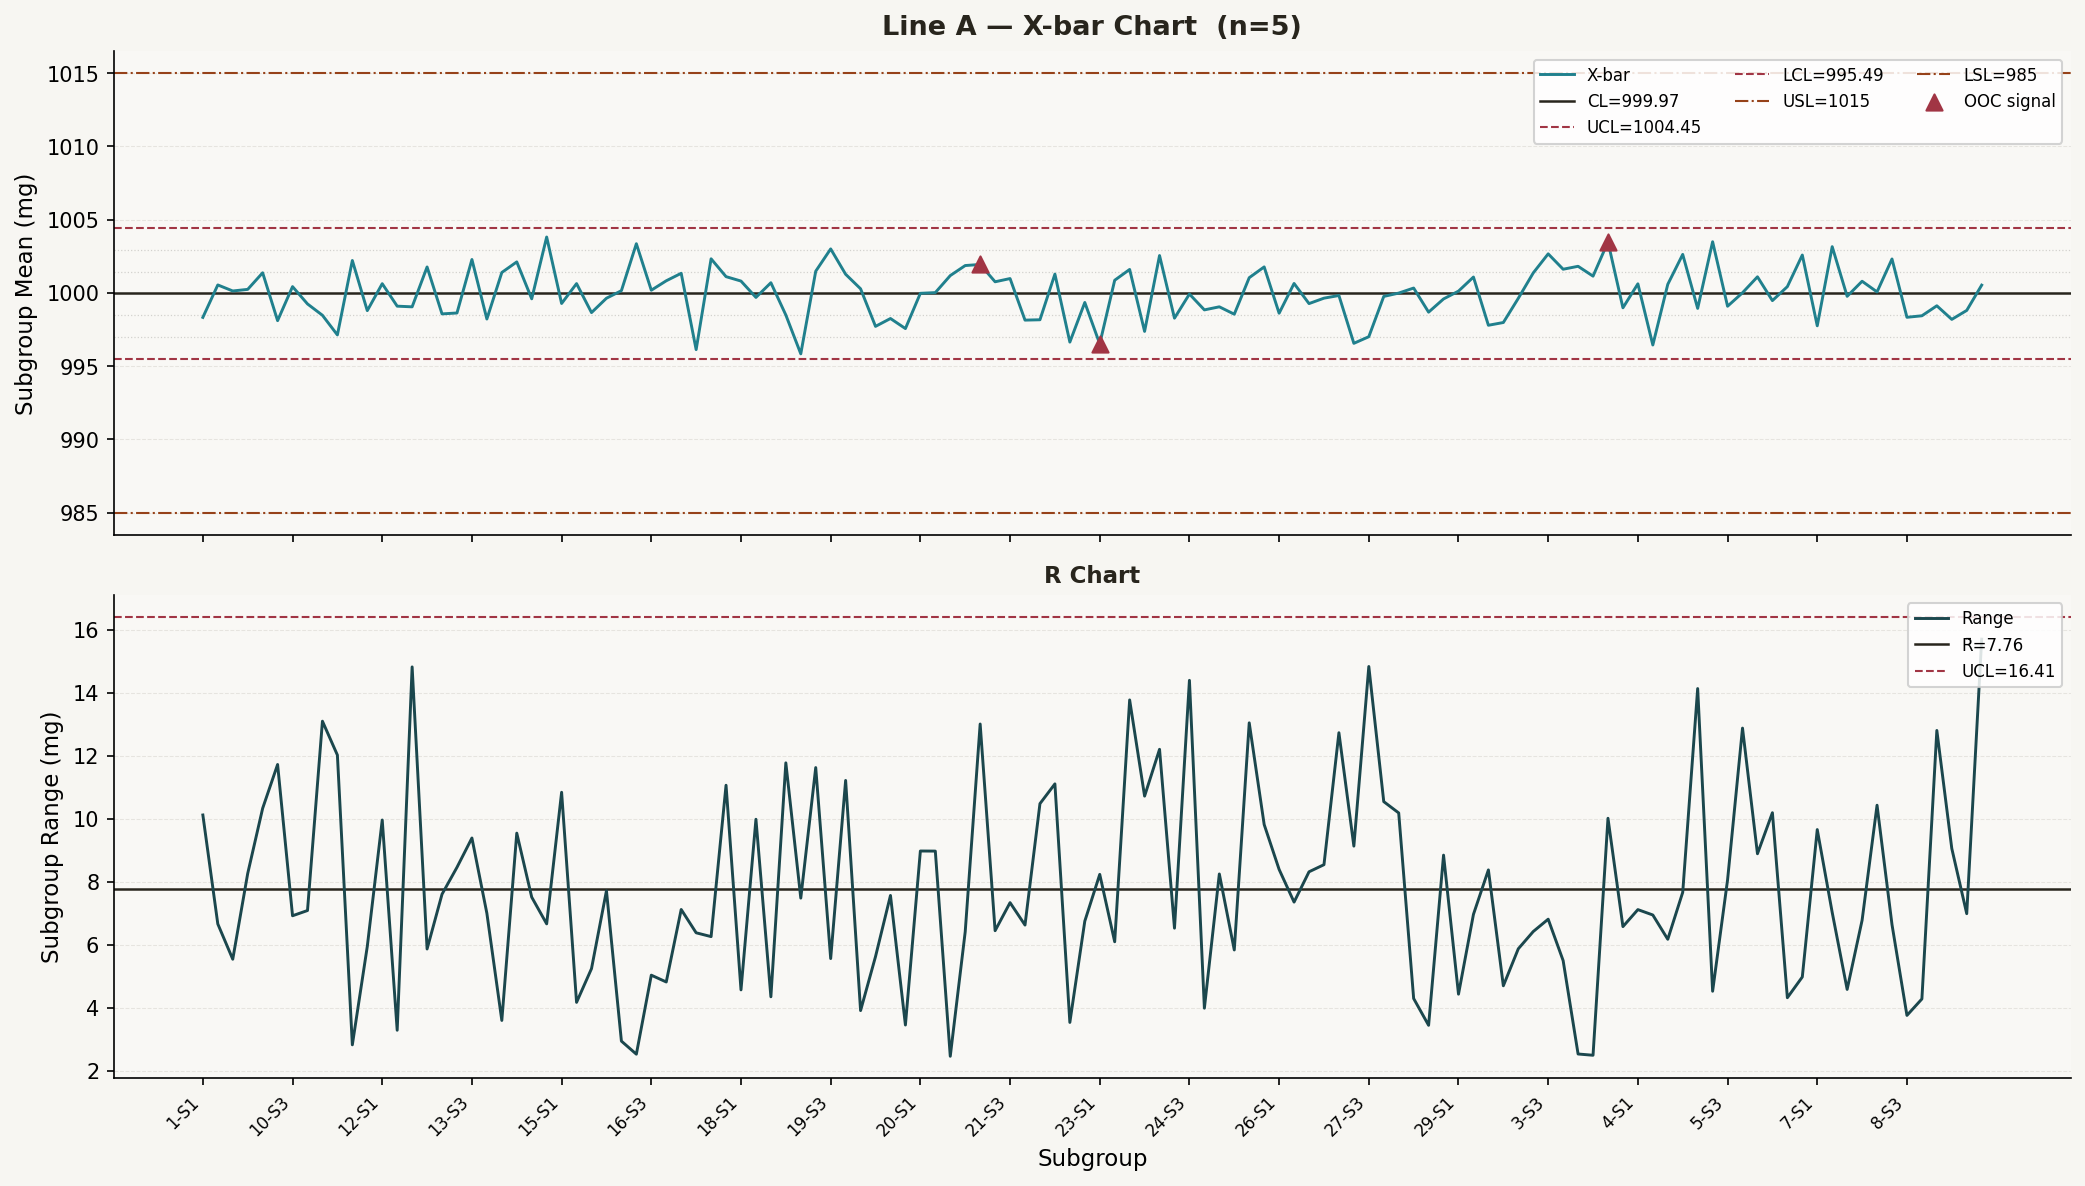 Line A — X-bar Chart  (n=5)
Subgroup Mean (mg)
1015
1010
1005
1000
995
990
985
X-bar
CL=999.97
UCL=1004.45
LCL=995.49
USL=1015
LSL=985
OOC signal
R Chart
Subgroup Range (mg)
16
14
12
10
8
6
4
2
Range
R̄=7.76
UCL=16.41
1-S1
10-S3
12-S1
13-S3
15-S1
16-S3
18-S1
19-S3
20-S1
21-S3
23-S1
24-S3
26-S1
27-S3
29-S1
3-S3
4-S1
5-S3
7-S1
8-S3
Subgroup